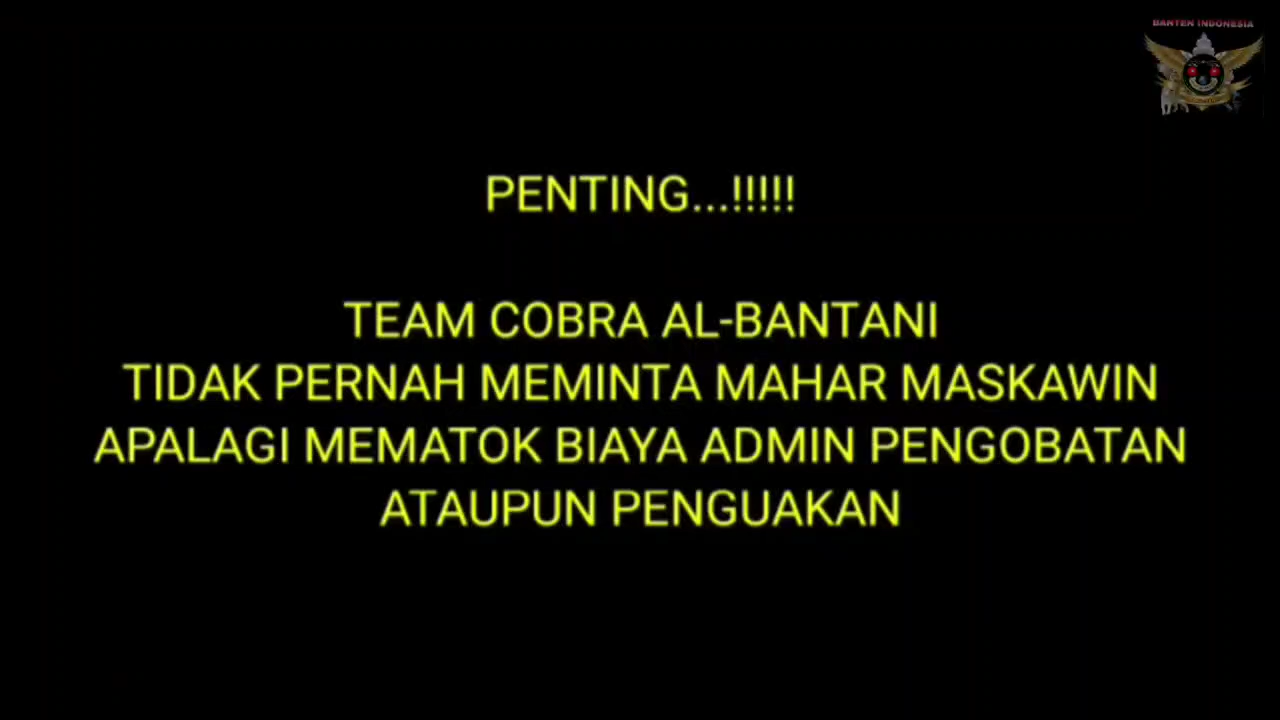 BANTEN INDONESIA
PENTING...!!!!!
TEAM COBRA AL-BANTANI
TIDAK PERNAH MEMINTA MAHAR MASKAWIN
APALAGI MEMATOK BIAYA ADMIN PENGOBATAN
ATAUPUN PENGUAKAN